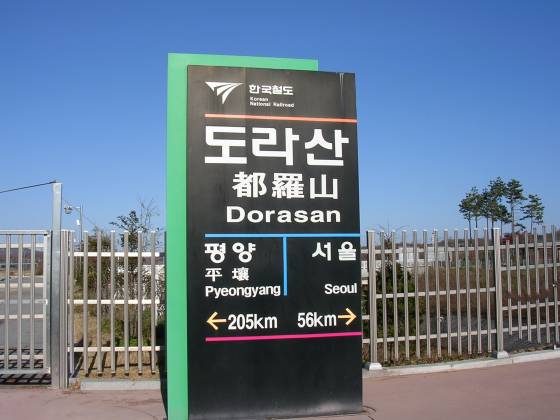 한국철도
Korean
National Railroad
도라산
都羅山
Dorasan
평양 서울
平壤
Pyeongyang Seoul
←205km 56km→